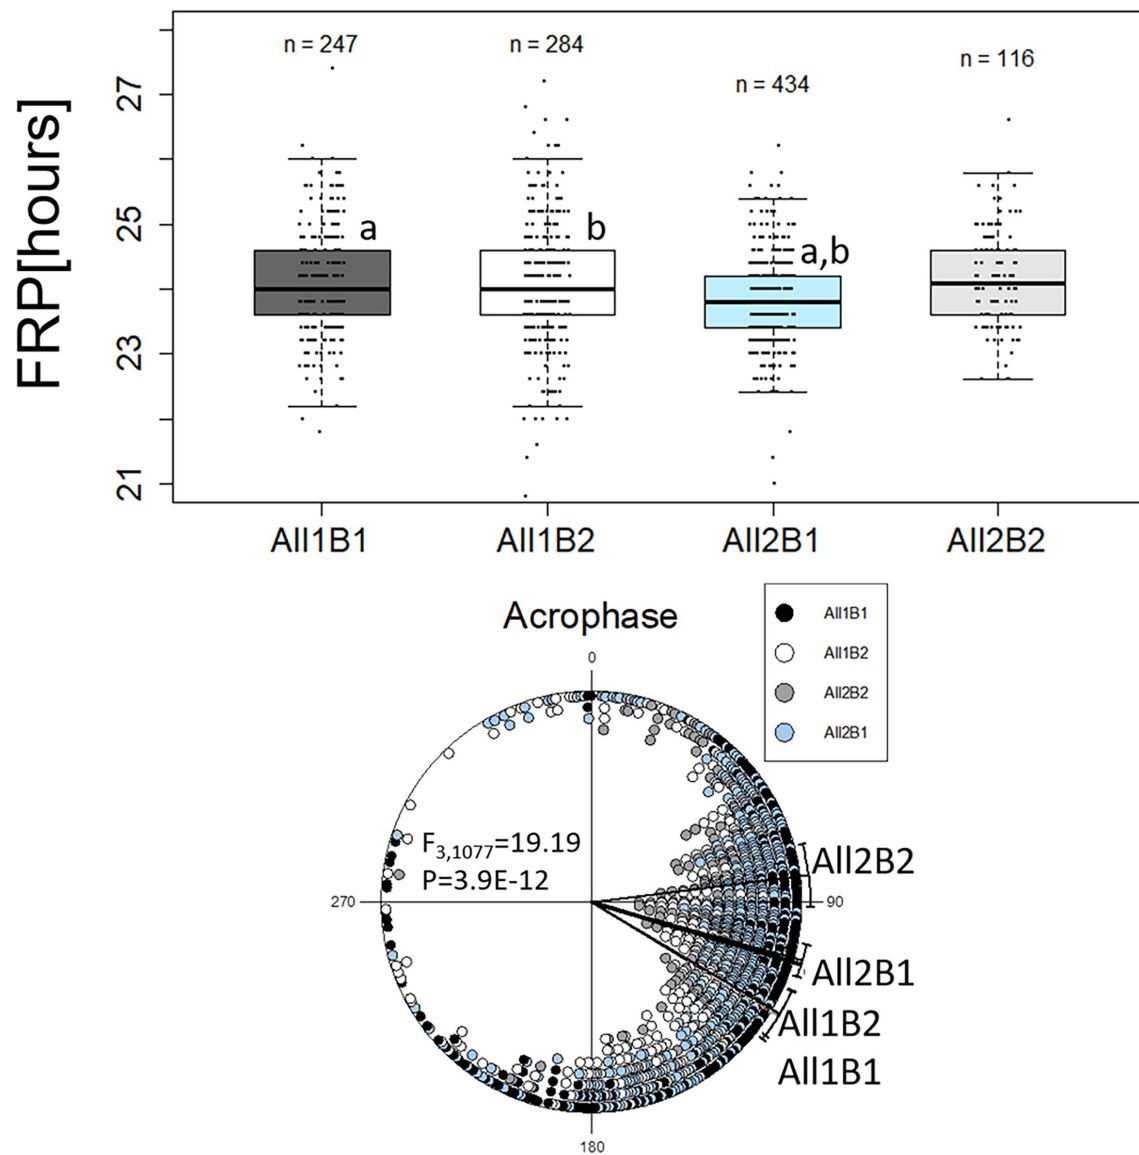 n = 247
n = 284
n = 434
n = 116
FRP[hours]
27
25
23
21
a
b
a,b
All1B1
All1B2
All2B1
All2B2
Acrophase
All1B1
All1B2
All2B2
All2B1
0
F3,1077=19.19
P=3.9E-12
270
90
180
All2B2
All2B1
All1B2
All1B1